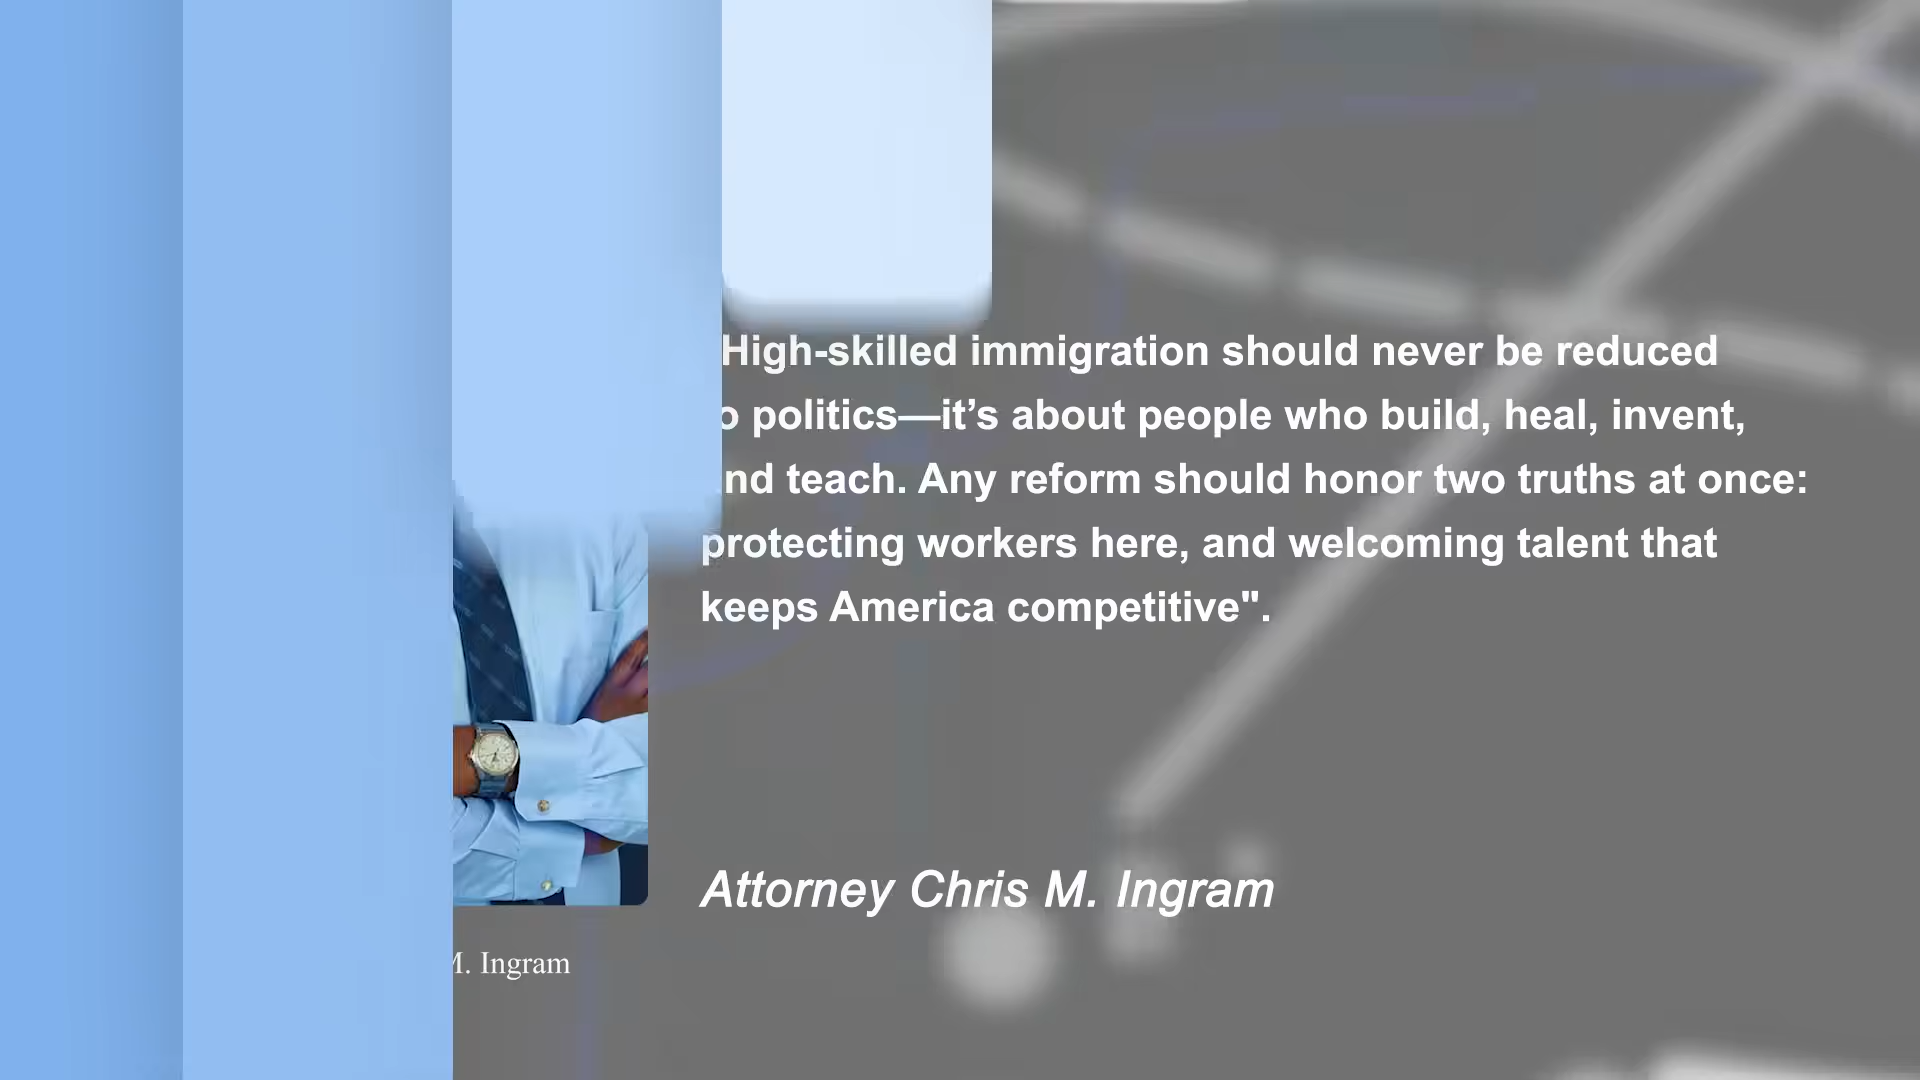 High-skilled immigration should never be reduced
politics—it’s about people who build, heal, invent,
teach. Any reform should honor two truths at once:
protecting workers here, and welcoming talent that
keeps America competitive".
Attorney Chris M. Ingram
M. Ingram